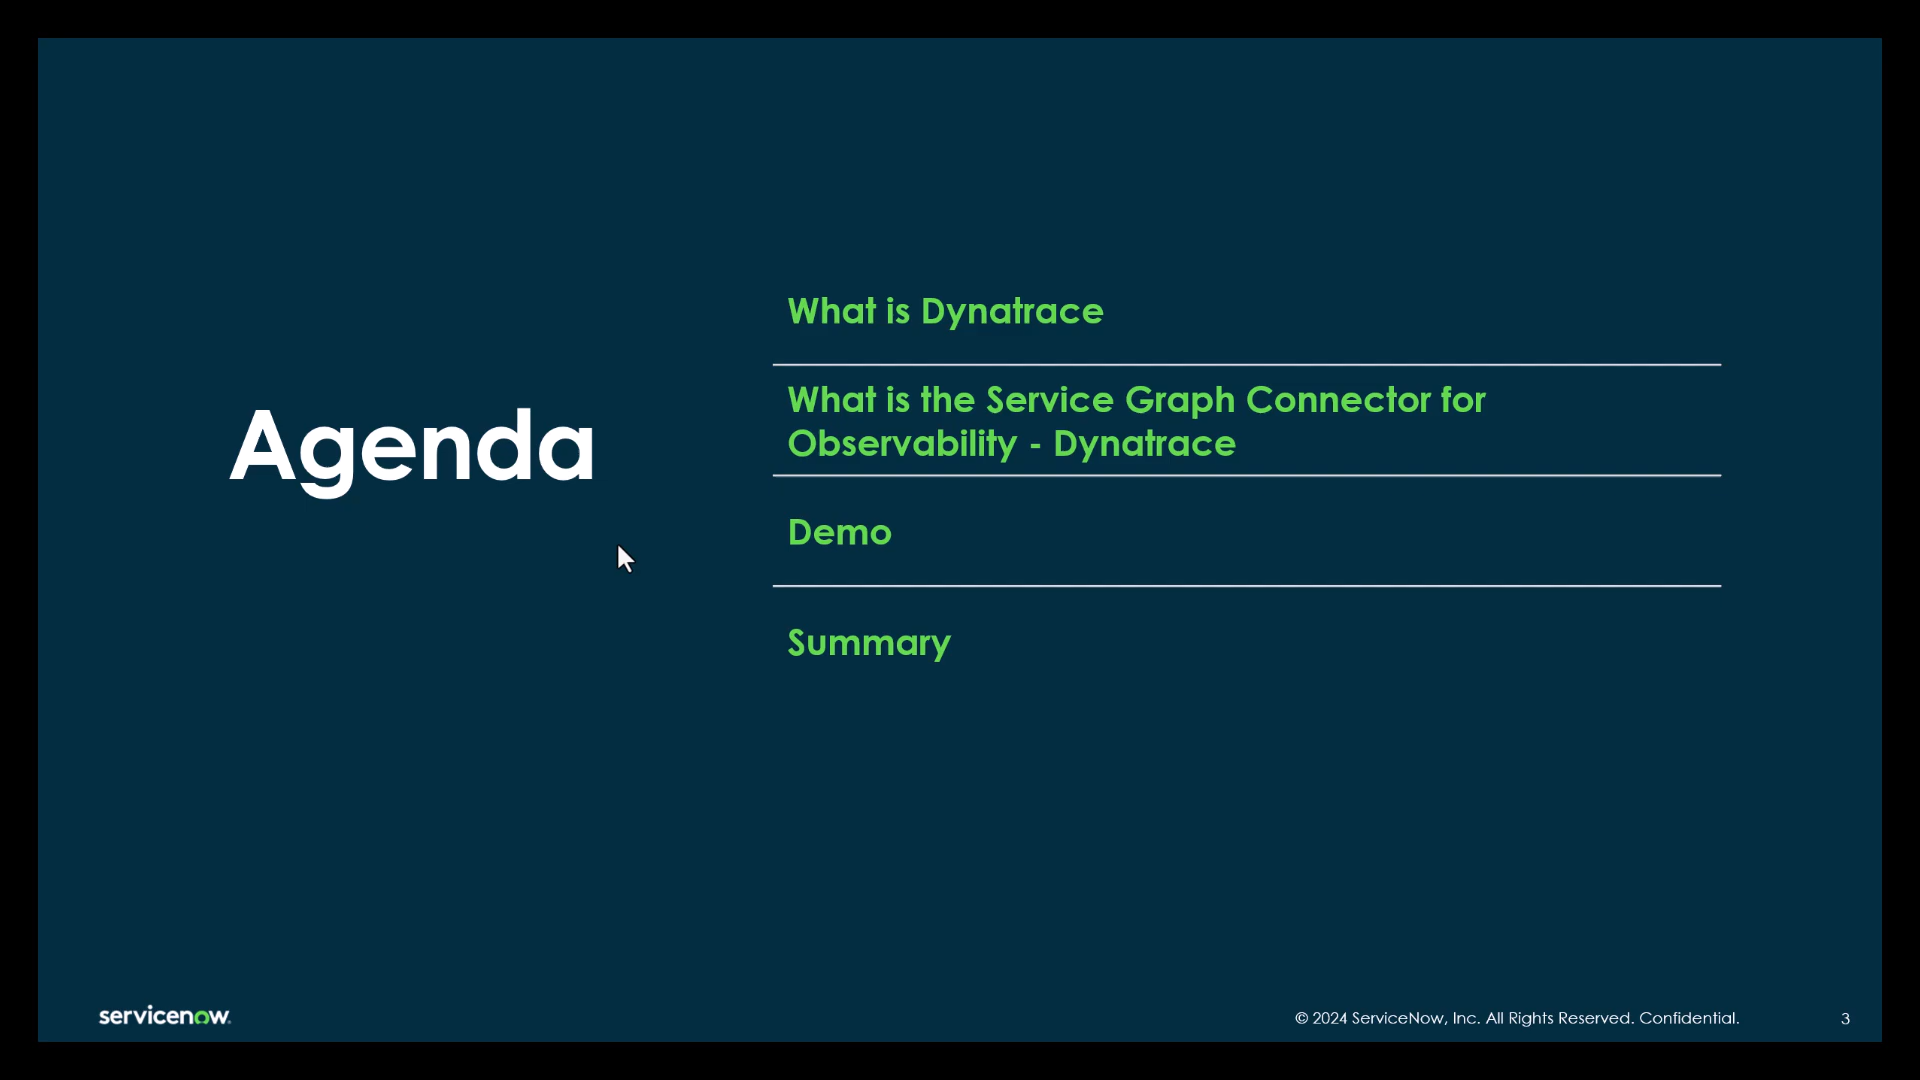 Agenda
What is Dynatrace
What is the Service Graph Connector for
Observability - Dynatrace
Demo
Summary
servicenow.
© 2024 ServiceNow, Inc. All Rights Reserved. Confidential.
3